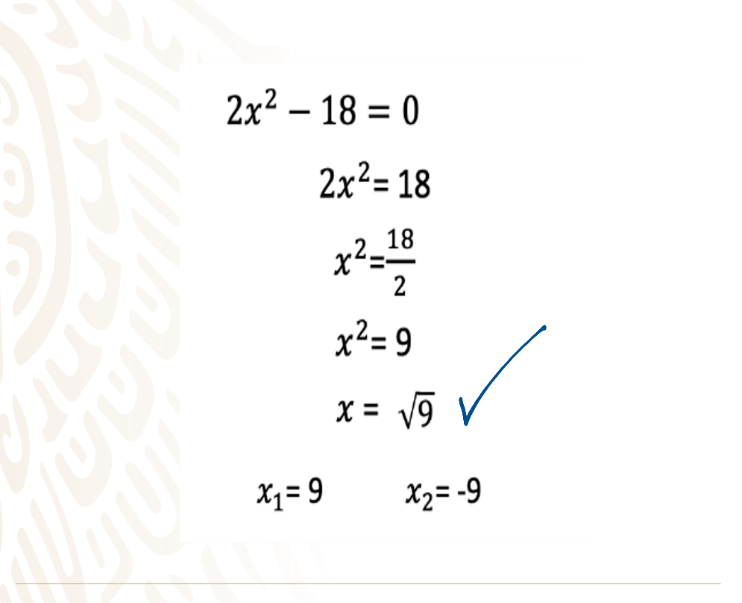 2x² − 18 = 0
2x²= 18
x²=18/2
x²= 9
x = √9
x₁= 9 x₂= -9